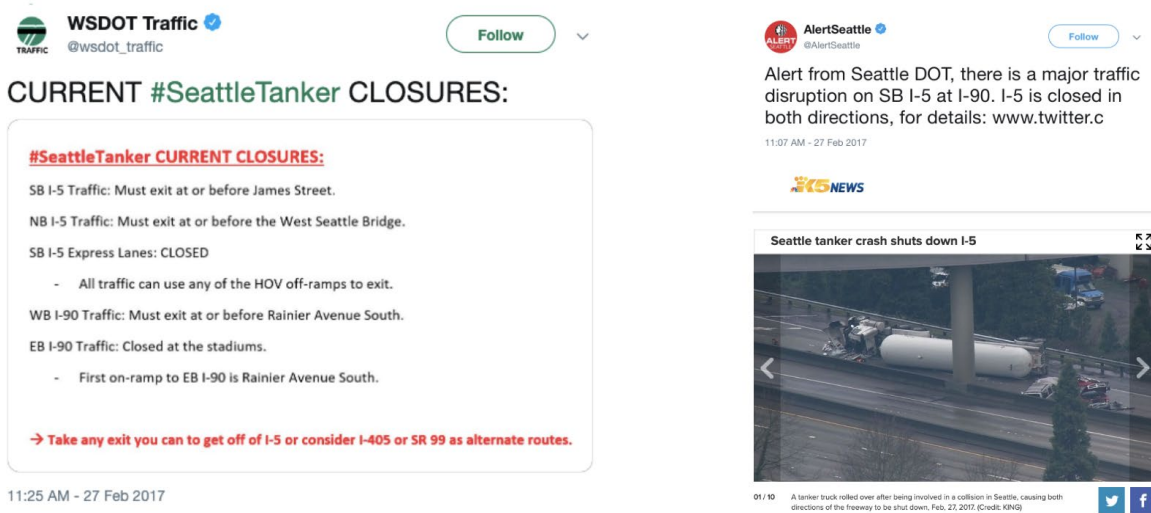 WSDOT Traffic
@wsdot_traffic
TRAFFIC
Follow
CURRENT #SeattleTanker CLOSURES:
#SeattleTanker CURRENT CLOSURES:
SB I-5 Traffic: Must exit at or before James Street.
NB I-5 Traffic: Must exit at or before the West Seattle Bridge.
SB I-5 Express Lanes: CLOSED
- All traffic can use any of the HOV off-ramps to exit.
WB I-90 Traffic: Must exit at or before Rainier Avenue South.
EB I-90 Traffic: Closed at the stadiums.
- First on-ramp to EB I-90 is Rainier Avenue South.
→ Take any exit you can to get off of I-5 or consider I-405 or SR 99 as alternate routes.
11:25 AM - 27 Feb 2017
AlertSeattle
@AlertSeattle
ALERT
SEATTLE
Follow
Alert from Seattle DOT, there is a major traffic
disruption on SB I-5 at I-90. I-5 is closed in
both directions, for details: www.twitter.c
11:07 AM - 27 Feb 2017
K5 NEWS
Seattle tanker crash shuts down I-5
01 / 10 A tanker truck rolled over after being involved in a collision in Seattle, causing both
directions of the freeway to be shut down, Feb. 27, 2017. (Credit: KING)